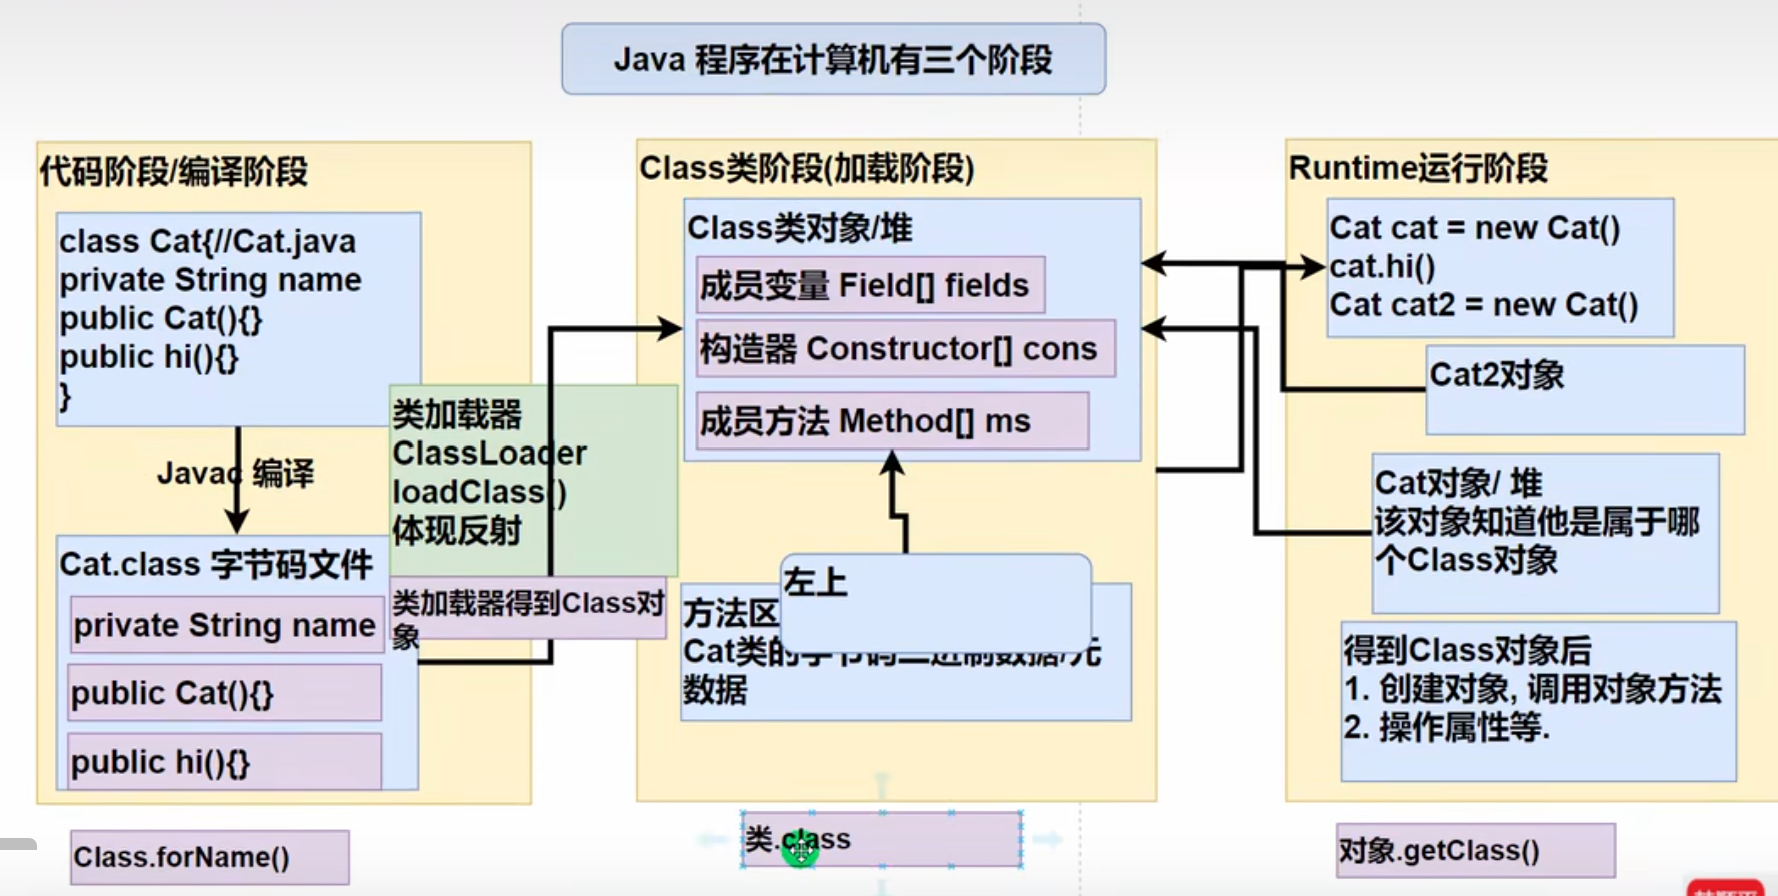 Java 程序在计算机有三个阶段
代码阶段/编译阶段
class Cat{//Cat.java
private String name
public Cat(){}
public hi(){}
}
Javac 编译
Cat.class 字节码文件
private String name
public Cat(){}
public hi(){}
Class.forName()
类加载器
ClassLoader
loadClass()
体现反射
类加载器得到Class对
象
Class类阶段(加载阶段)
Class类对象/堆
成员变量 Field[] fields
构造器 Constructor[] cons
成员方法 Method[] ms
左上
方法区
Cat类的字节码二进制数据/元
数据
类.class
Runtime运行阶段
Cat cat = new Cat()
cat.hi()
Cat cat2 = new Cat()
Cat2对象
Cat对象/ 堆
该对象知道他是属于哪
个Class对象
得到Class对象后
1. 创建对象, 调用对象方法
2. 操作属性等.
对象.getClass()